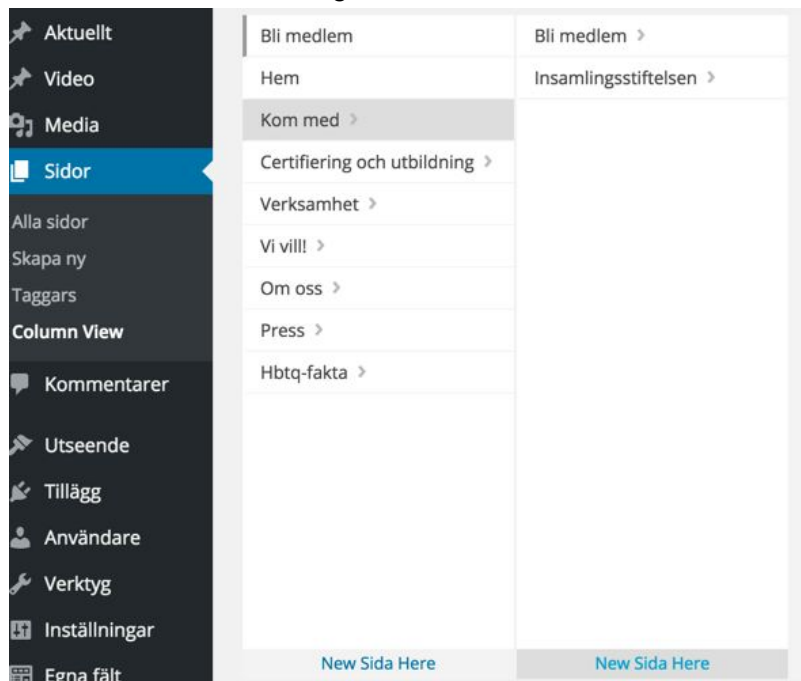 Aktuellt
Video
Media
Sidor
Alla sidor
Skapa ny
Taggars
Column View
Kommentarer
Utseende
Tillägg
Användare
Verktyg
Inställningar
Egna fält
Bli medlem
Hem
Kom med
Certifiering och utbildning
Verksamhet
Vi vill!
Om oss
Press
Hbtq-fakta
New Sida Here
Bli medlem
Insamlingsstiftelsen
New Sida Here